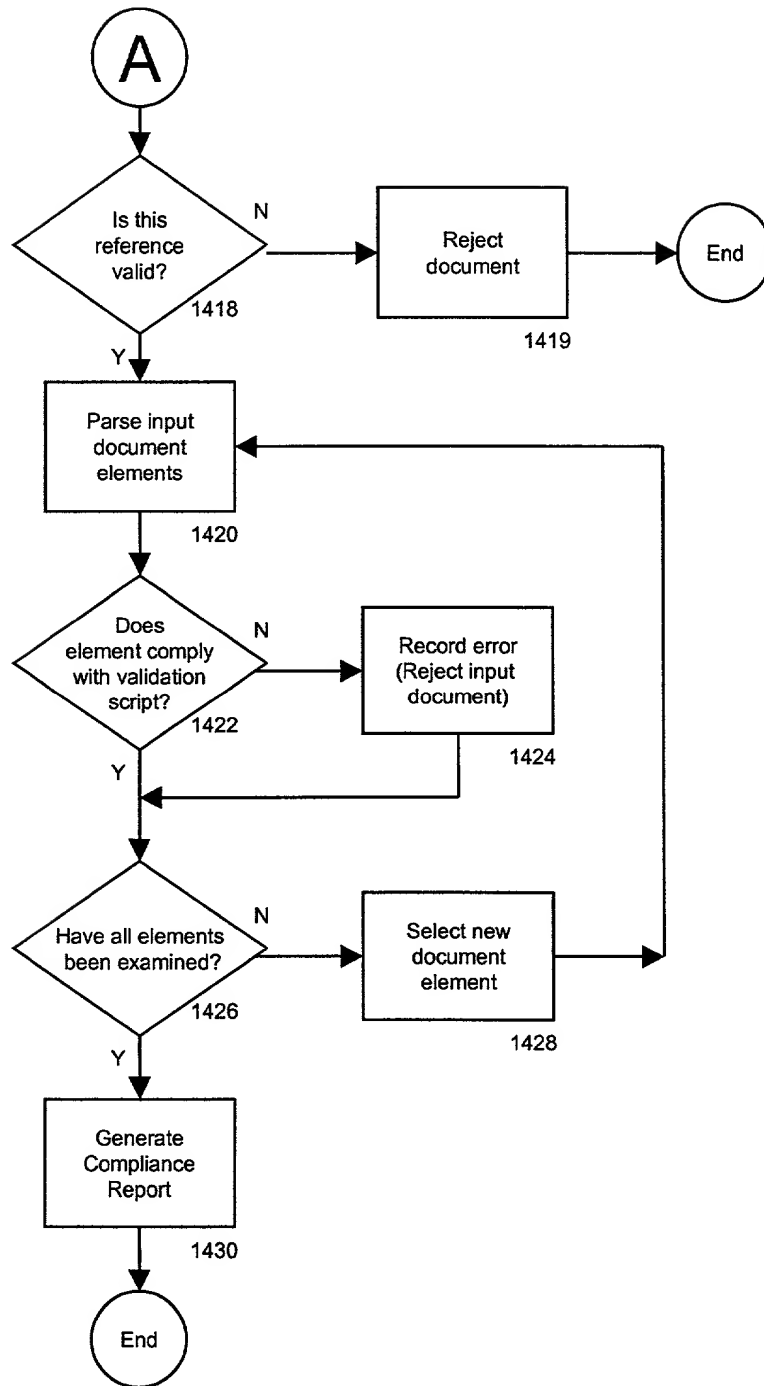 A
Is this
reference
valid?
N
1418
Y
Reject
document
1419
End
Parse input
document
elements
1420
Does
element comply
with validation
script?
N
1422
Y
Record error
(Reject input
document)
1424
Have all elements
been examined?
N
1426
Y
Select new
document
element
1428
Generate
Compliance
Report
1430
End